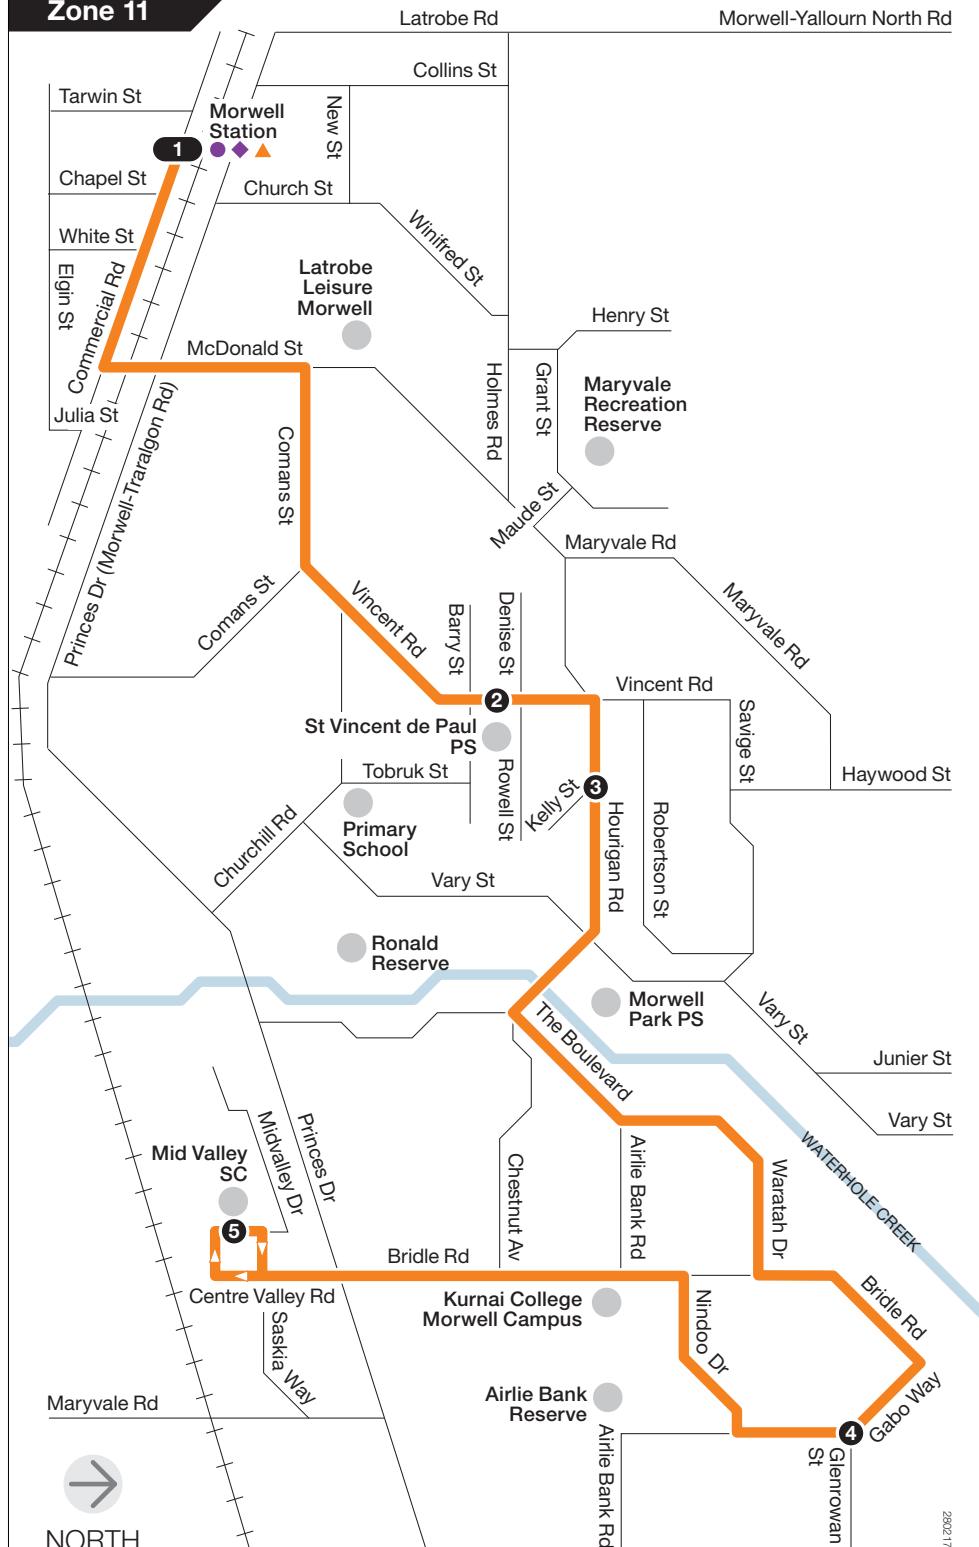 Zone 11
Latrobe Rd
Morwell-Yallourn North Rd
Collins St
Tarwin St
Morwell
Station
New St
1
Chapel St
Church St
White St
Winifred St
Elgin St
Commercial Rd
Latrobe
Leisure
Morwell
Henry St
McDonald St
Holmes Rd
Grant St
Maryvale
Recreation
Reserve
Julia St
Princes Dr (Morwell-Traralgon Rd)
Comans St
Maude St
Maryvale Rd
Comans St
Vincent Rd
Barry St
Denise St
Maryvale Rd
Vincent Rd
2
St Vincent de Paul
PS
Savige St
Tobruk St
Rowell St
Kelly St
3
Haywood St
Churchill Rd
Primary
School
Hourigan Rd
Robertson St
Vary St
Ronald
Reserve
Morwell
Park PS
Vary St
The Boulevard
Junier St
Vary St
Midvalley Dr
Princes Dr
Mid Valley
SC
Chestnut Av
Airlie Bank Rd
Waratah Dr
WATERHOLE CREEK
5
Bridle Rd
Centre Valley Rd
Kurnai College
Morwell Campus
Nindoo Dr
Bridle Rd
Saskia Way
Maryvale Rd
Airlie Bank
Reserve
Gabo Way
4
Airlie Bank Rd
Glenrowan
St
NORTH
280217